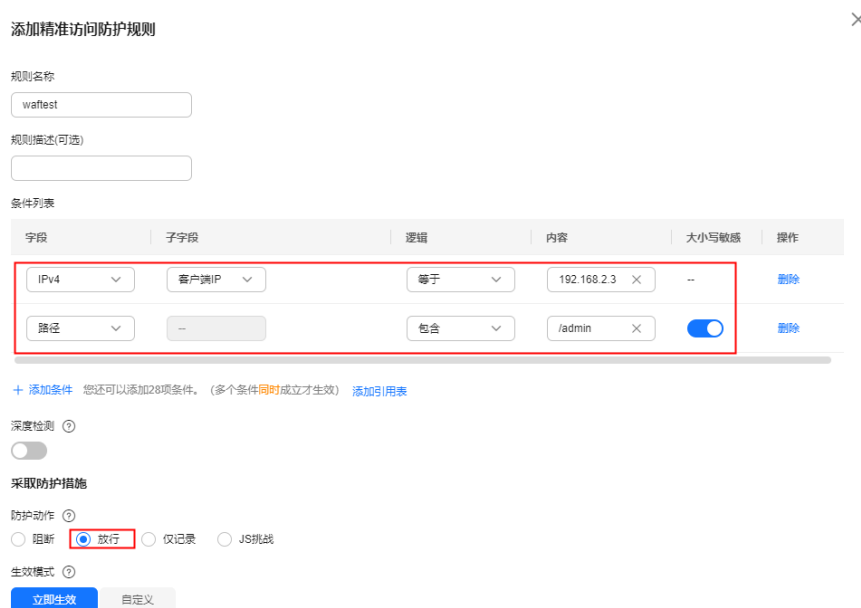 添加精准访问防护规则
规则名称
waftest
规则描述(可选)
条件列表
字段 子字段 逻辑 内容 大小写敏感 操作
IPv4 客户端IP 等于 192.168.2.3 -- 删除
路径 -- 包含 /admin 删除
添加条件 您还可以添加28项条件。（多个条件同时成立才生效） 添加引用表
深度检测
采取防护措施
防护动作
阻断 放行 仅记录 JS挑战
生效模式
立即生效 自定义